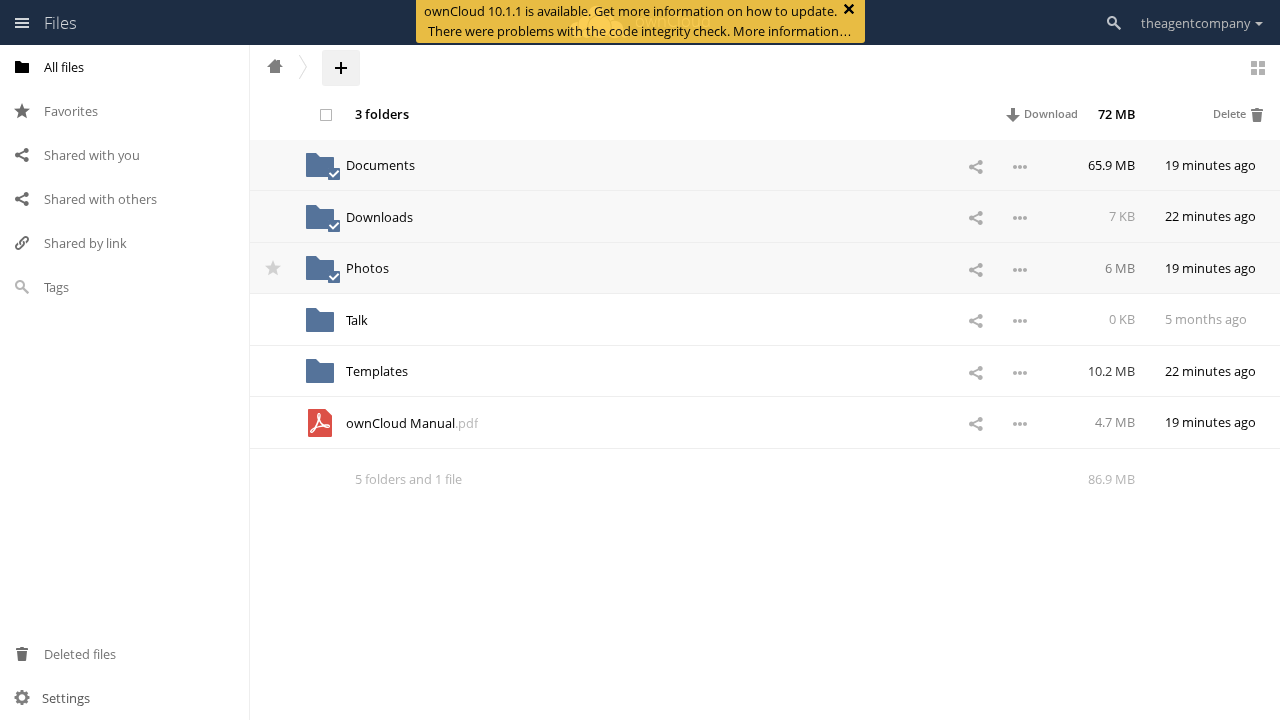 Files
ownCloud 10.1.1 is available. Get more information on how to update.
There were problems with the code integrity check. More information…
theagentcompany
All files
Favorites
Shared with you
Shared with others
Shared by link
Tags
Deleted files
Settings
3 folders Download 72 MB Delete
Documents 65.9 MB 19 minutes ago
Downloads 7 KB 22 minutes ago
Photos 6 MB 19 minutes ago
Talk 0 KB 5 months ago
Templates 10.2 MB 22 minutes ago
ownCloud Manual.pdf 4.7 MB 19 minutes ago
5 folders and 1 file 86.9 MB